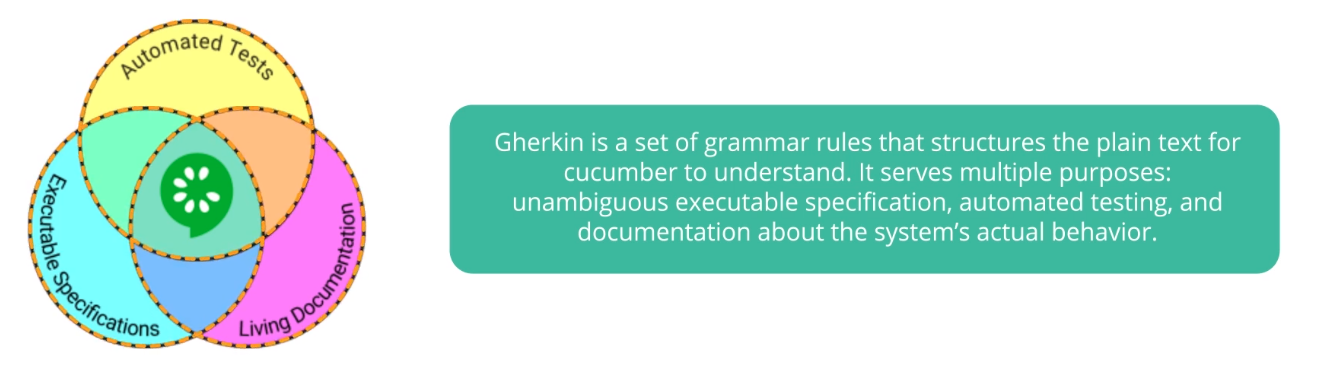 Automated Tests
Executable Specifications
Living Documentation
Gherkin is a set of grammar rules that structures the plain text for
cucumber to understand. It serves multiple purposes:
unambiguous executable specification, automated testing, and
documentation about the system’s actual behavior.